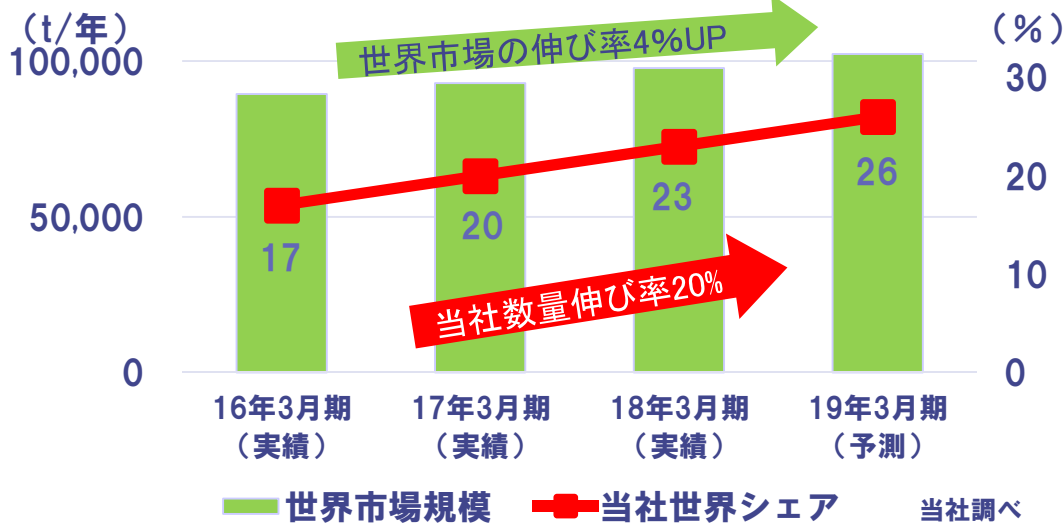 (t/年)
(%)
世界市場の伸び率4%UP
100,000
50,000
0
30
20
10
0
17
20
23
26
当社数量伸び率20%
16年3月期
(実績)
17年3月期
(実績)
18年3月期
(実績)
19年3月期
(予測)
世界市場規模
当社世界シェア
当社調べ